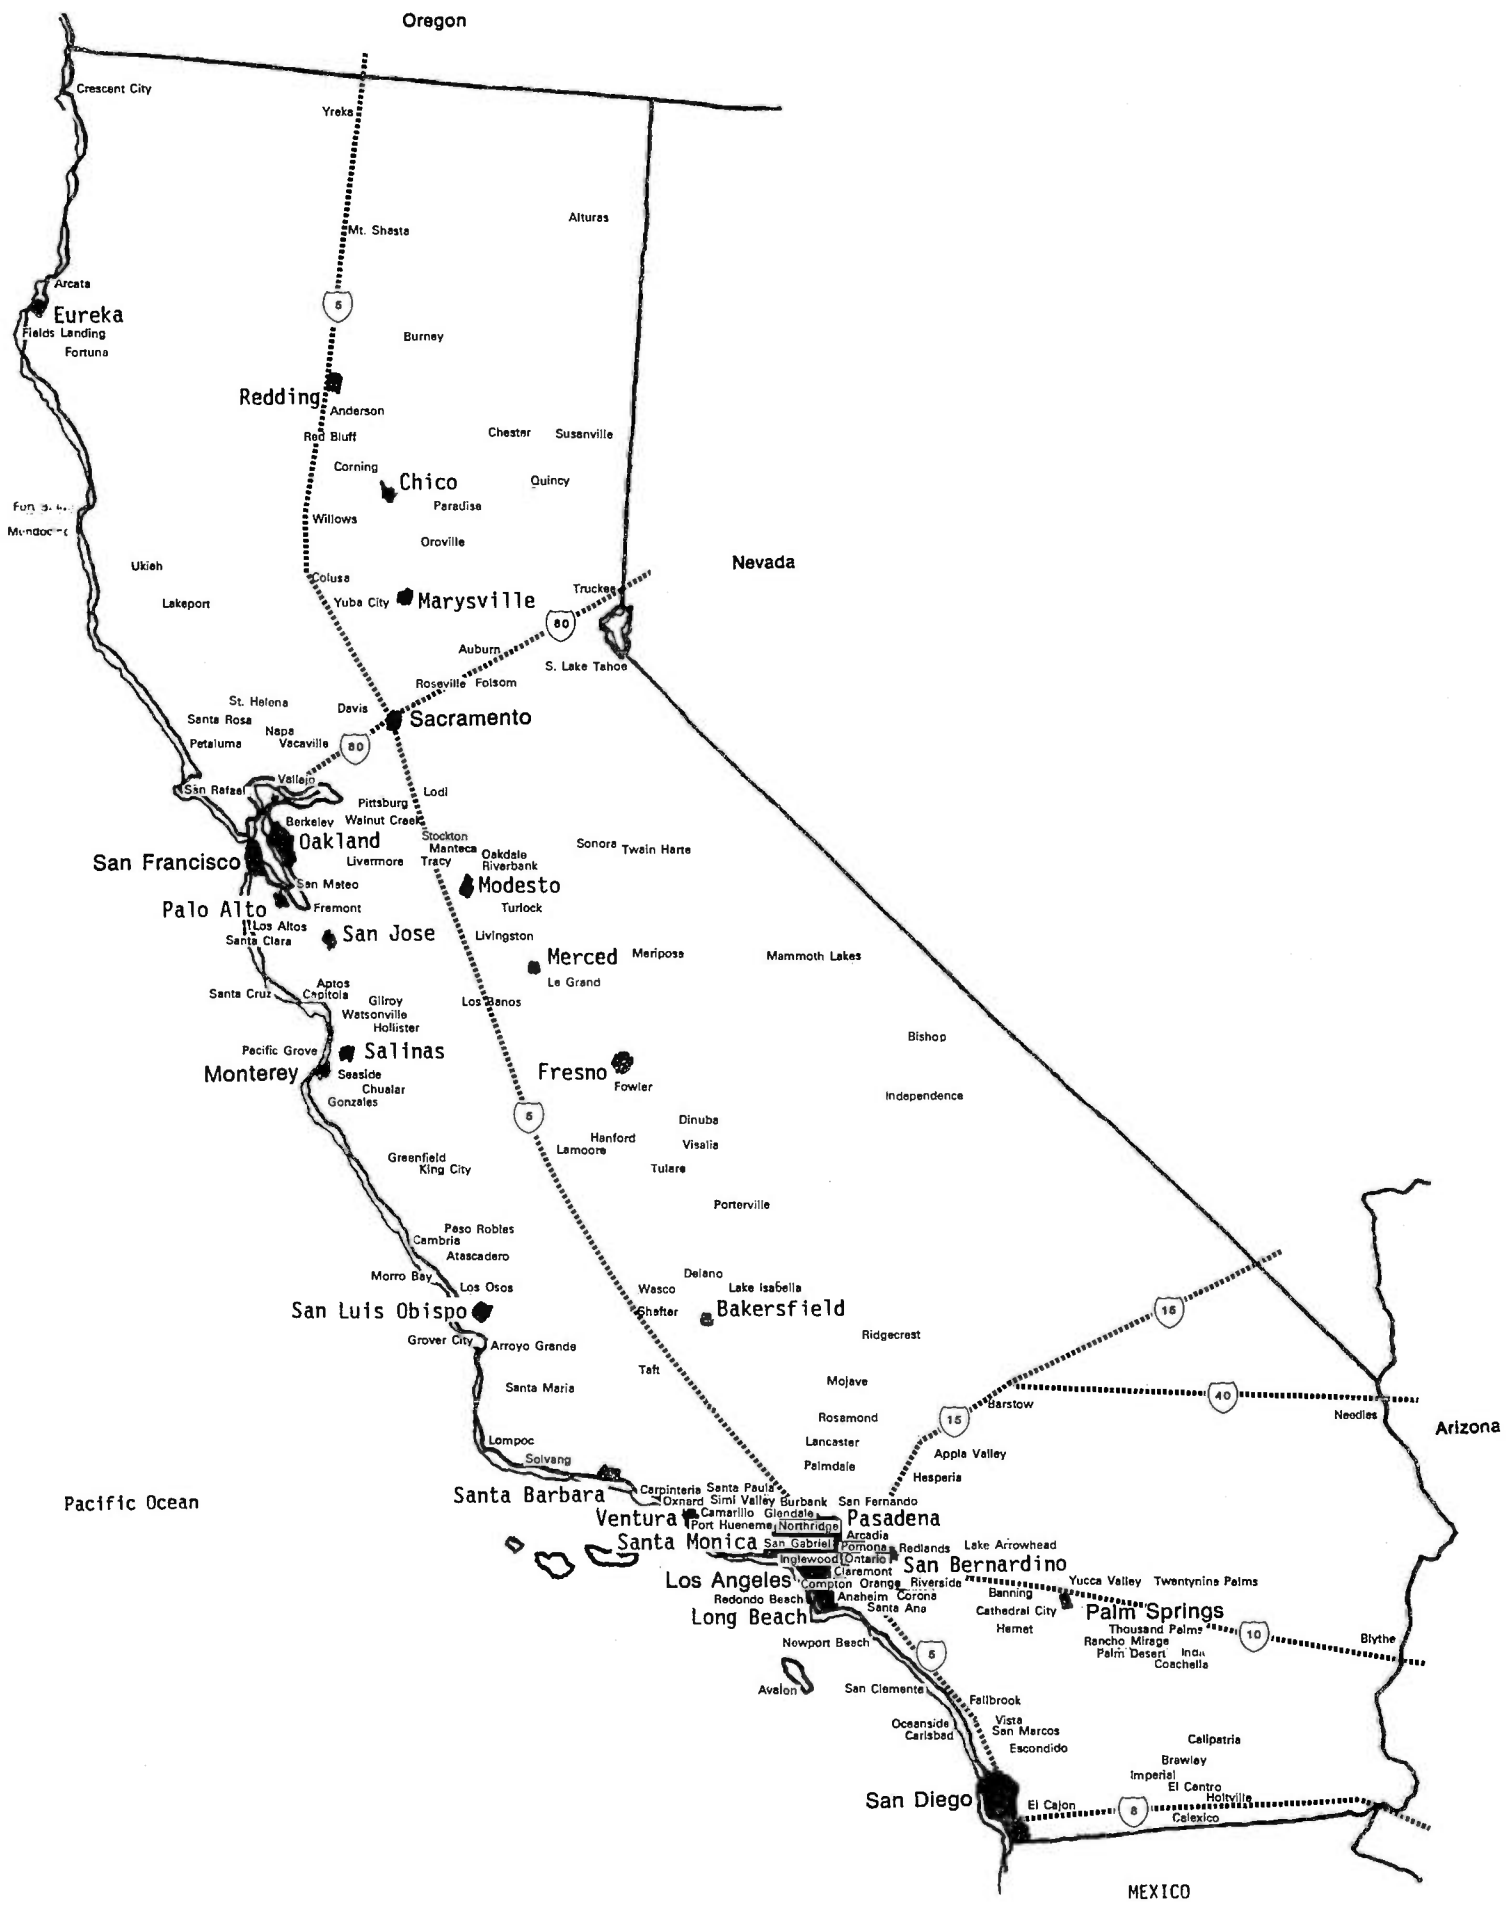 Oregon
Crescent City
Yreka
Alturas
Mt. Shasta
Arcata
5
Eureka
Fields Landing
Burney
Fortuna
Redding
Anderson
Chester
Susanville
Red Bluff
Corning
Chico
Quincy
Paradise
Willows
Oroville
Nevada
Ukiah
Colusa
Truckee
Lakeport
Yuba City
Marysville
80
Auburn
S. Lake Tahoe
Roseville
Folsom
St. Helena
Davis
Santa Rosa
Sacramento
Napa
Petaluma
Vacaville
80
Vallejo
San Rafael
Lodi
Pittsburg
Berkeley
Walnut Creek
Stockton
Oakland
Manteca
Sonora
Twain Harte
San Francisco
Livermore
Tracy
Oakdale
Riverbank
San Mateo
Modesto
Palo Alto
Fremont
Turlock
Los Altos
San Jose
Santa Clara
Livingston
Merced
Mariposa
Mammoth Lakes
Aptos
Le Grand
Santa Cruz
Capitola
Gilroy
Los Banos
Watsonville
Hollister
Bishop
Pacific Grove
Salinas
Monterey
Seaside
Fresno
Chualar
Fowler
Gonzales
Independence
5
Dinuba
Hanford
Lamoore
Visalia
Greenfield
King City
Tulare
Porterville
Paso Robles
Cambria
Atascadero
Morro Bay
Delano
Los Osos
Wasco
Lake Isabella
San Luis Obispo
Shafter
Bakersfield
15
Grover City
Arroyo Grande
Ridgecrest
Taft
Santa Maria
Mojave
40
Barstow
Rosamond
15
Needles
Arizona
Lompoc
Lancaster
Solvang
Palmdale
Apple Valley
Hesperia
Pacific Ocean
Santa Barbara
Carpinteria
Santa Paula
Oxnard
Simi Valley
Burbank
San Fernando
Ventura
Camarillo
Glendale
Pasadena
Port Hueneme
Northridge
Arcadia
Santa Monica
San Gabriel
Pomona
Redlands
Lake Arrowhead
Inglewood
Ontario
San Bernardino
Claremont
Los Angeles
Compton
Orange
Riverside
Yucca Valley
Twentynine Palms
Redondo Beach
Anaheim
Corona
Banning
Long Beach
Santa Ana
Cathedral City
Palm Springs
Hemet
Thousand Palms
10
Newport Beach
Rancho Mirage
Blythe
5
Palm Desert
Coachella
Avalon
San Clemente
Fallbrook
Oceanside
Vista
Carlsbad
San Marcos
Escondido
Calipatria
Brawley
Imperial
El Centro
San Diego
El Cajon
8
Holtville
Calexico
MEXICO